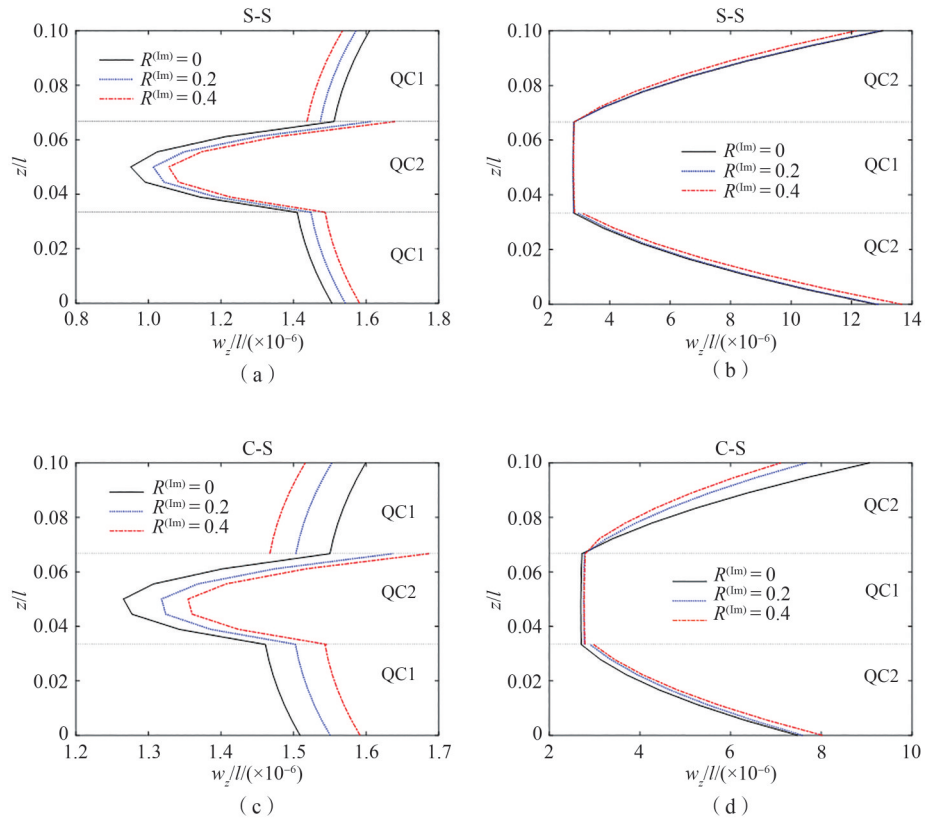 S-S
0.10
0.08
0.06
0.04
0.02
0
z/l
R^(Im) = 0
R^(Im) = 0.2
R^(Im) = 0.4
QC1
QC2
QC1
0.8 1.0 1.2 1.4 1.6 1.8
w_z/l/(×10⁻⁶)
( a )
S-S
0.10
0.08
0.06
0.04
0.02
0
z/l
QC2
QC1
R^(Im) = 0
R^(Im) = 0.2
R^(Im) = 0.4
QC2
2 4 6 8 10 12 14
w_z/l/(×10⁻⁶)
( b )
C-S
0.10
0.08
0.06
0.04
0.02
0
z/l
R^(Im) = 0
R^(Im) = 0.2
R^(Im) = 0.4
QC1
QC2
QC1
1.2 1.3 1.4 1.5 1.6 1.7
w_z/l/(×10⁻⁶)
( c )
C-S
0.10
0.08
0.06
0.04
0.02
0
z/l
QC2
QC1
R^(Im) = 0
R^(Im) = 0.2
R^(Im) = 0.4
QC2
2 4 6 8 10
w_z/l/(×10⁻⁶)
( d )